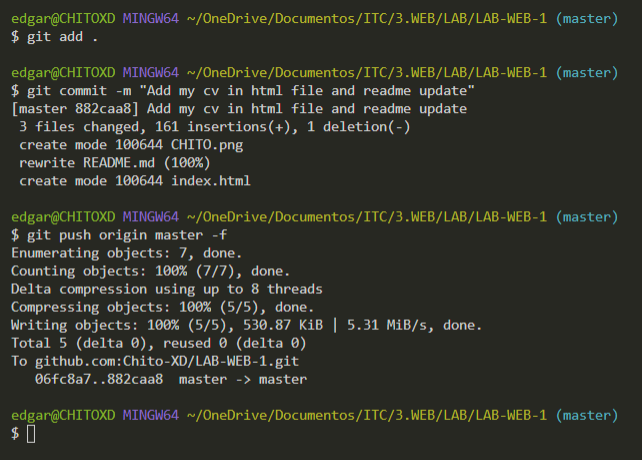 edgar@CHITOXD MINGW64 ~/OneDrive/Documentos/ITC/3.WEB/LAB/LAB-WEB-1 (master)
$ git add .
edgar@CHITOXD MINGW64 ~/OneDrive/Documentos/ITC/3.WEB/LAB/LAB-WEB-1 (master)
$ git commit -m "Add my cv in html file and readme update"
[master 882caa8] Add my cv in html file and readme update
3 files changed, 161 insertions(+), 1 deletion(-)
create mode 100644 CHITO.png
rewrite README.md (100%)
create mode 100644 index.html
edgar@CHITOXD MINGW64 ~/OneDrive/Documentos/ITC/3.WEB/LAB/LAB-WEB-1 (master)
$ git push origin master -f
Enumerating objects: 7, done.
Counting objects: 100% (7/7), done.
Delta compression using up to 8 threads
Compressing objects: 100% (5/5), done.
Writing objects: 100% (5/5), 530.87 KiB | 5.31 MiB/s, done.
Total 5 (delta 0), reused 0 (delta 0)
To github.com:Chito-XD/LAB-WEB-1.git
06fc8a7..882caa8  master -> master
edgar@CHITOXD MINGW64 ~/OneDrive/Documentos/ITC/3.WEB/LAB/LAB-WEB-1 (master)
$